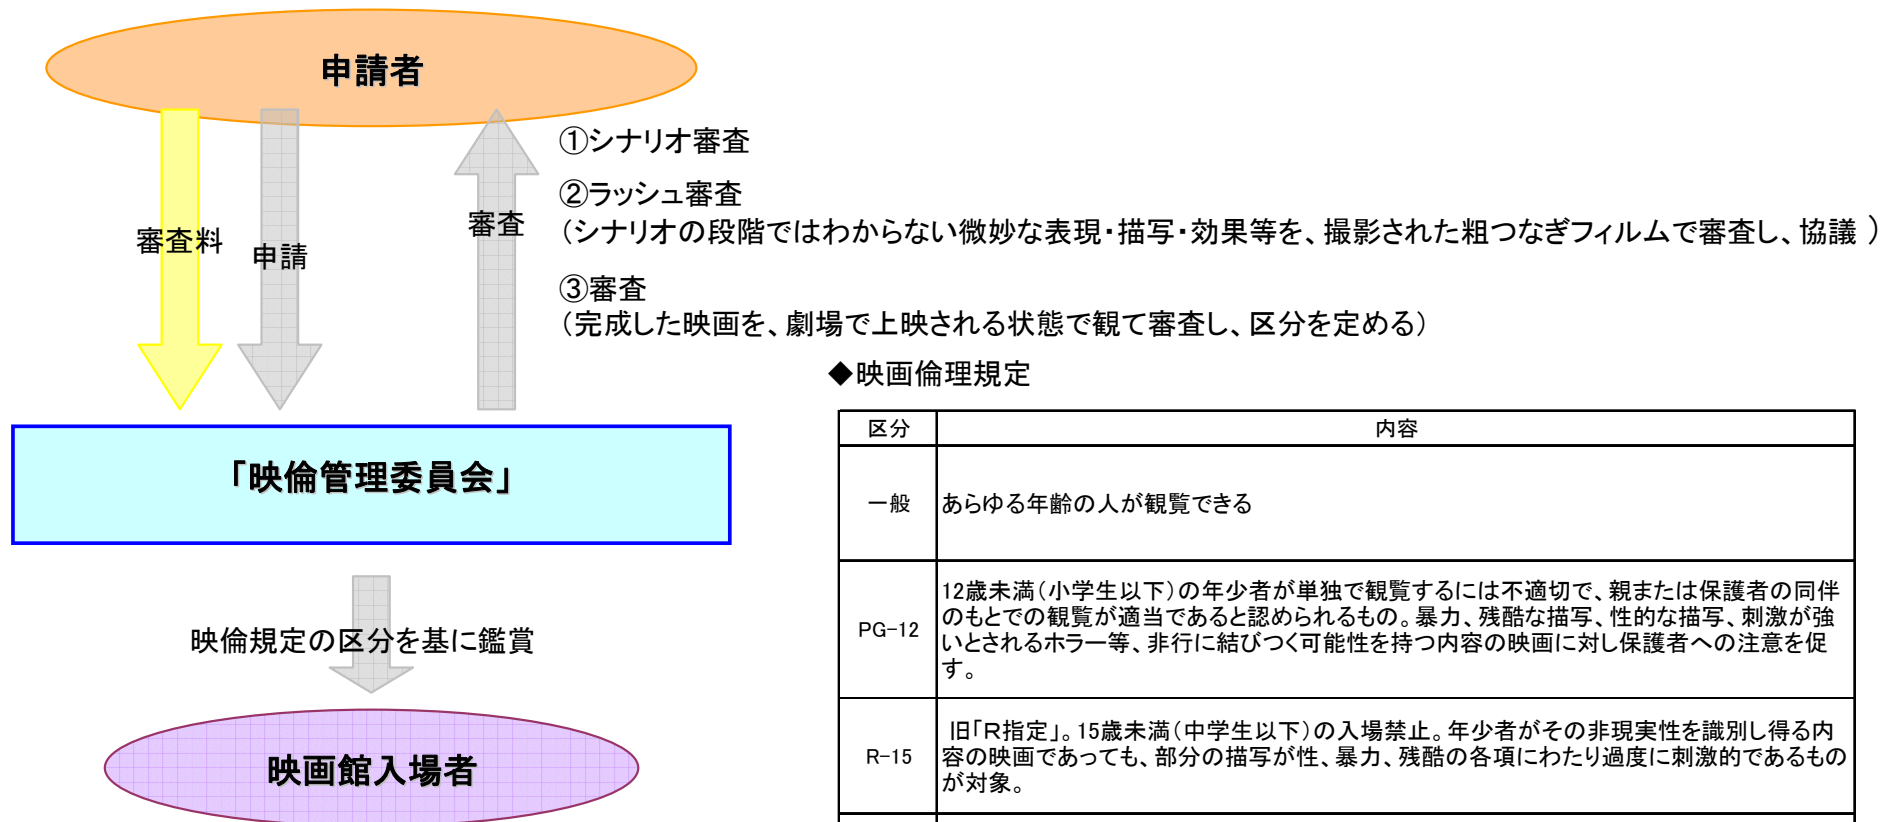 申請者
①シナリオ審査
②ラッシュ審査
（シナリオの段階ではわからない微妙な表現・描写・効果等を、撮影された粗つなぎフィルムで審査し、協議 ）
審査料
申請
審査
③審査
（完成した映画を、劇場で上映される状態で観て審査し、区分を定める）
◆映画倫理規定
「映倫管理委員会」
映倫規定の区分を基に鑑賞
映画館入場者
区分
内容
一般
あらゆる年齢の人が観覧できる
PG-12
12歳未満（小学生以下）の年少者が単独で観覧するには不適切で、親または保護者の同伴
のもとでの観覧が適当であると認められるもの。暴力、残酷な描写、性的な描写、刺激が強
いとされるホラー等、非行に結びつく可能性を持つ内容の映画に対し保護者への注意を促
す。
R-15
旧「Ｒ指定」。15歳未満（中学生以下）の入場禁止。年少者がその非現実性を識別し得る内
容の映画であっても、部分の描写が性、暴力、残酷の各項にわたり過度に刺激的であるもの
が対象。